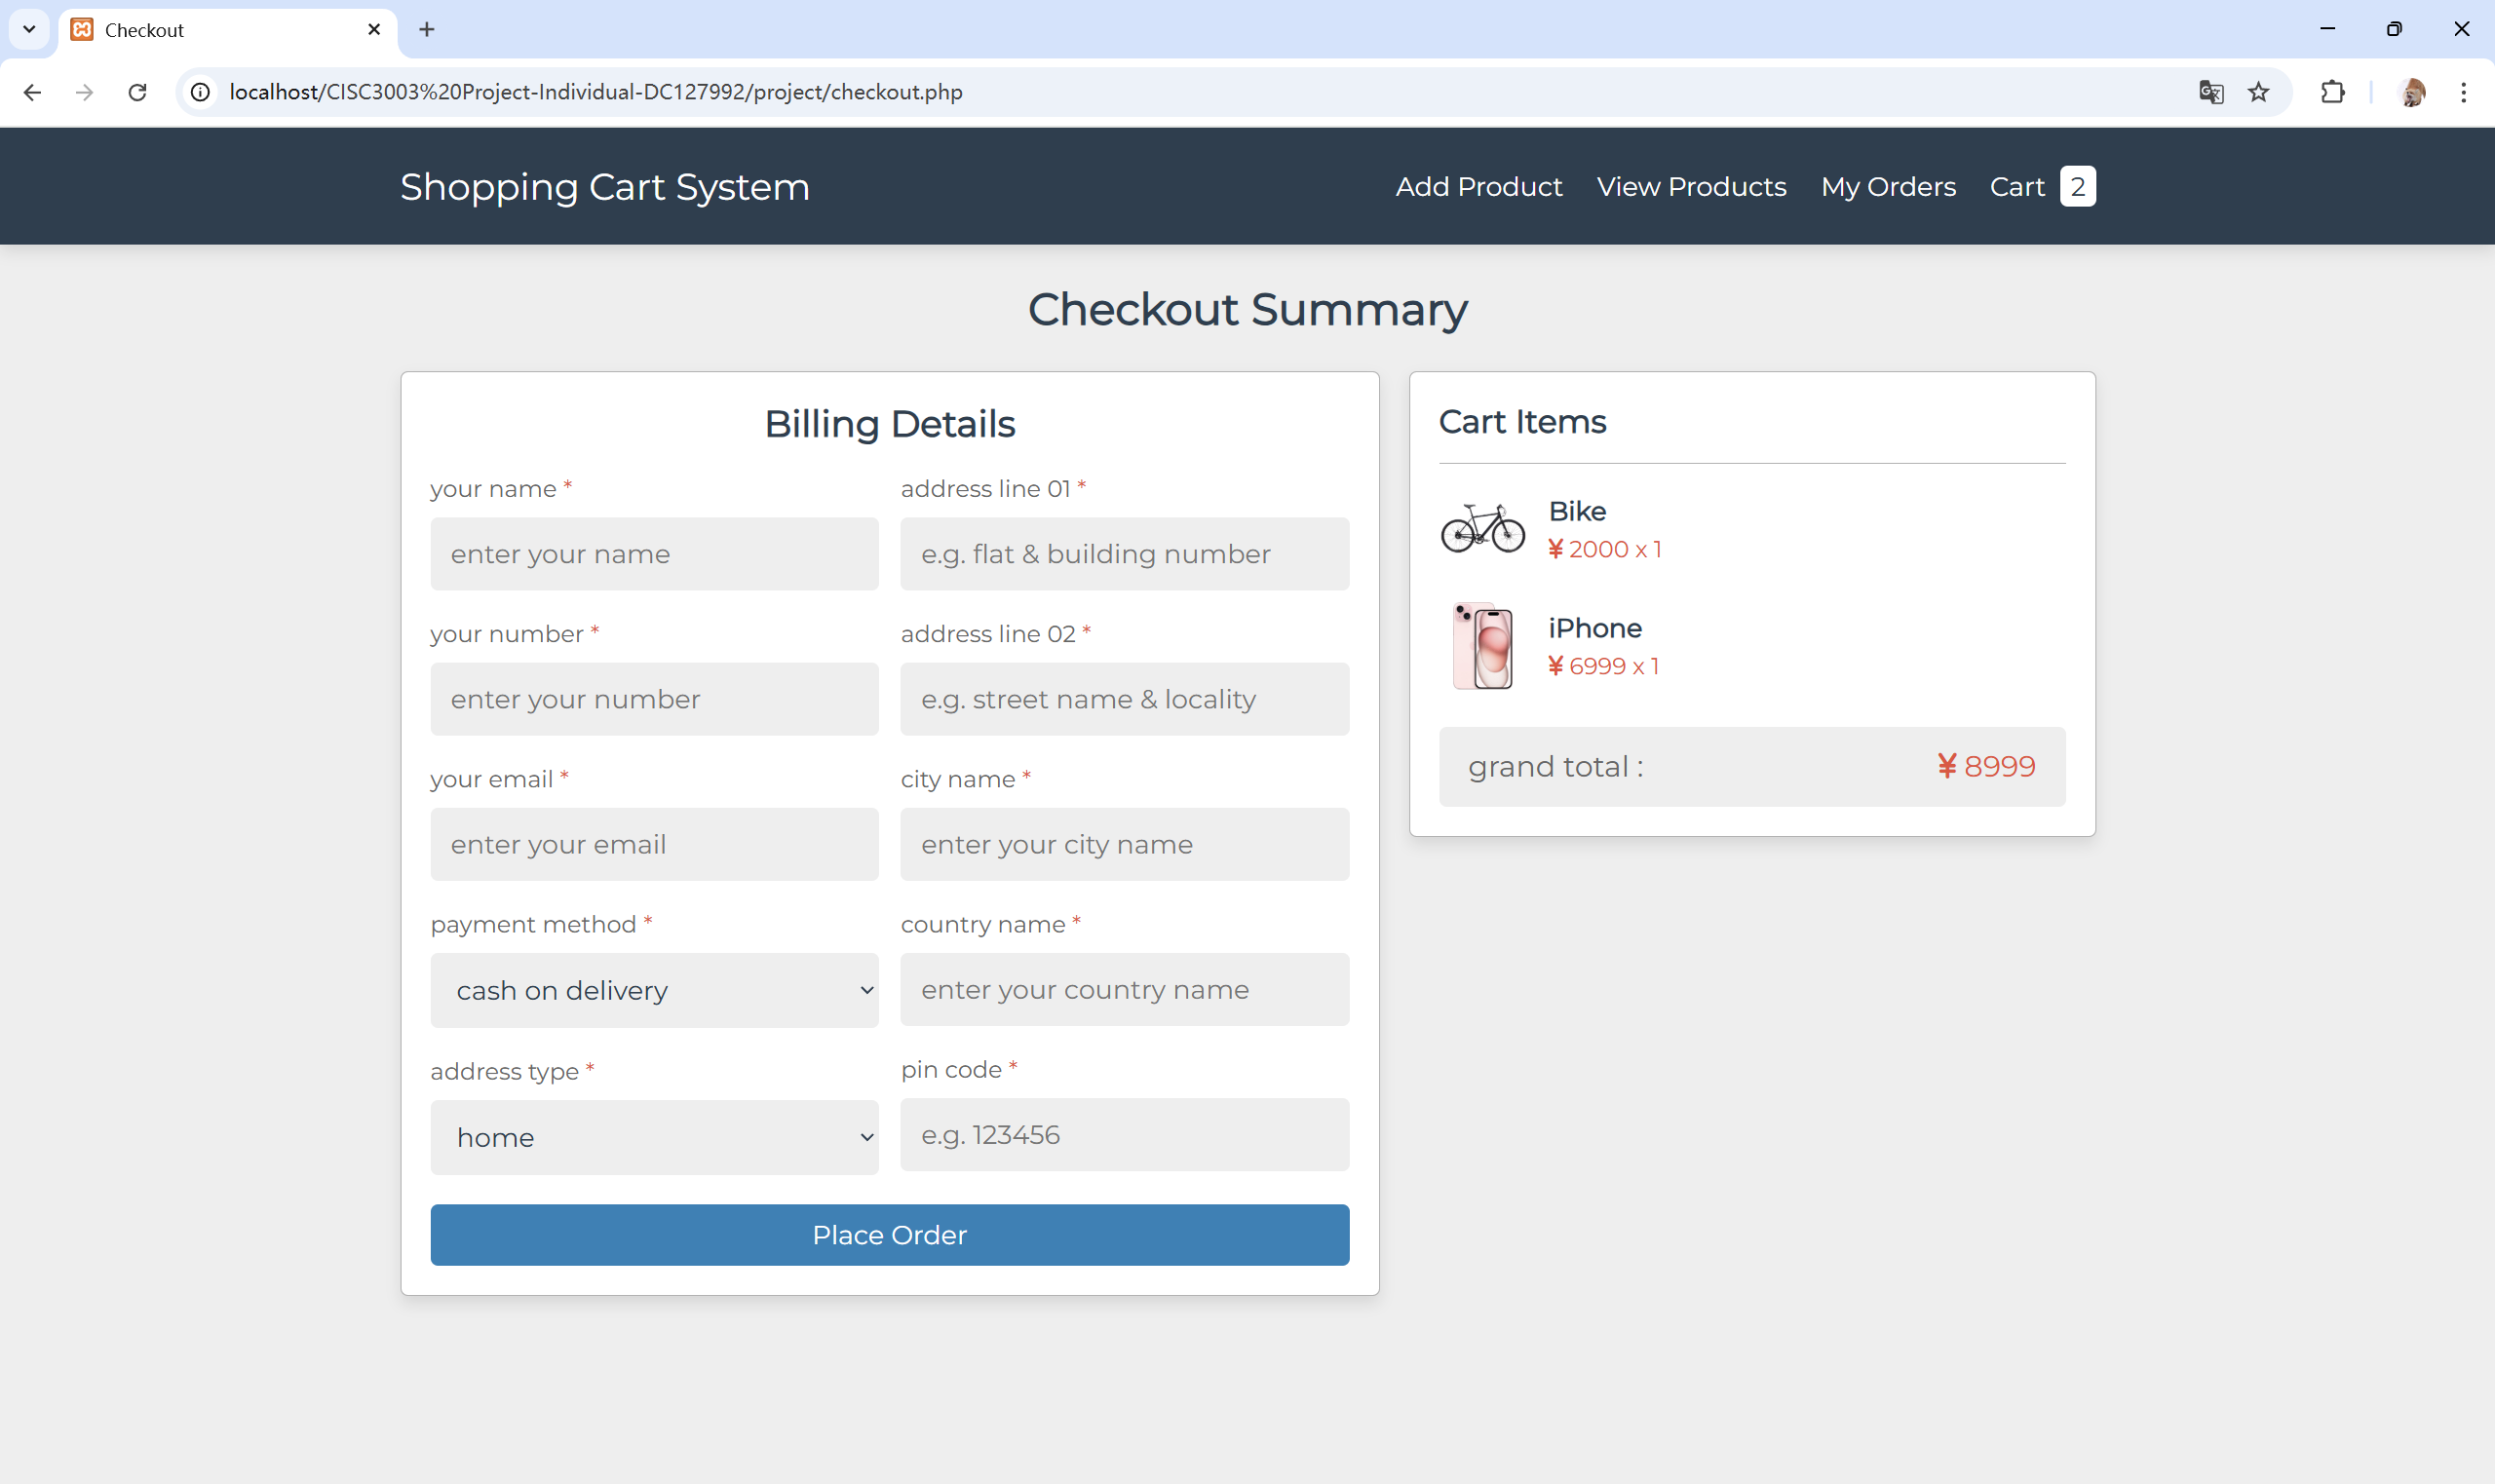 Checkout
localhost/CISC3003%20Project-Individual-DC127992/project/checkout.php
Shopping Cart System
Add Product View Products My Orders Cart 2
Checkout Summary
Billing Details
your name *
enter your name
address line 01 *
e.g. flat & building number
your number *
enter your number
address line 02 *
e.g. street name & locality
your email *
enter your email
city name *
enter your city name
payment method *
cash on delivery
country name *
enter your country name
address type *
home
pin code *
e.g. 123456
Place Order
Cart Items
Bike
¥ 2000 x 1
iPhone
¥ 6999 x 1
grand total : ¥ 8999